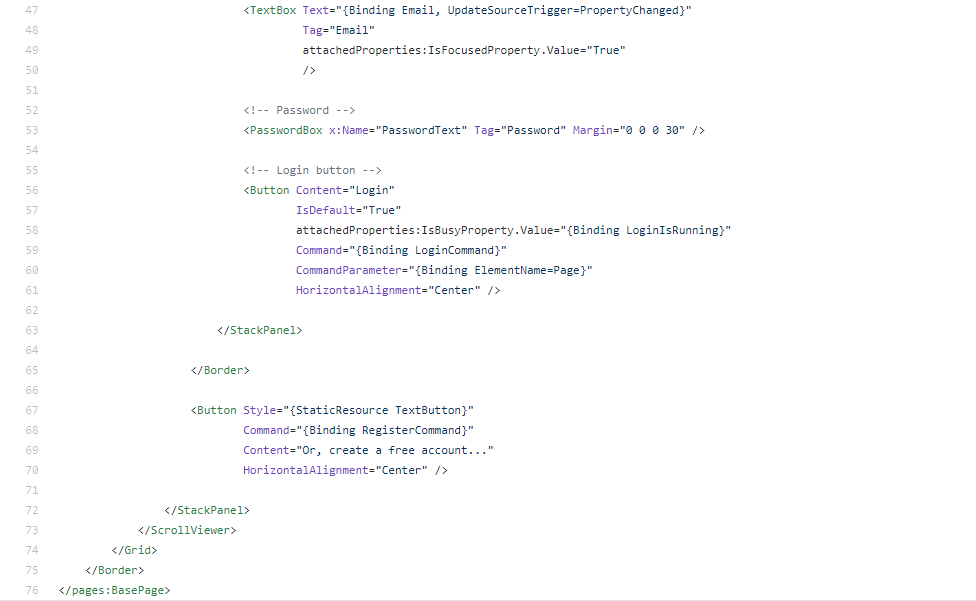 47 <TextBox Text="{Binding Email, UpdateSourceTrigger=PropertyChanged}"
48 Tag="Email"
49 attachedProperties:IsFocusedProperty.Value="True"
50 />
51
52 <!-- Password -->
53 <PasswordBox x:Name="PasswordText" Tag="Password" Margin="0 0 0 30" />
54
55 <!-- Login button -->
56 <Button Content="Login"
57 IsDefault="True"
58 attachedProperties:IsBusyProperty.Value="{Binding LoginIsRunning}"
59 Command="{Binding LoginCommand}"
60 CommandParameter="{Binding ElementName=Page}"
61 HorizontalAlignment="Center" />
62
63 </StackPanel>
64
65 </Border>
66
67 <Button Style="{StaticResource TextButton}"
68 Command="{Binding RegisterCommand}"
69 Content="Or, create a free account..."
70 HorizontalAlignment="Center" />
71
72 </StackPanel>
73 </ScrollViewer>
74 </Grid>
75 </Border>
76 </pages:BasePage>